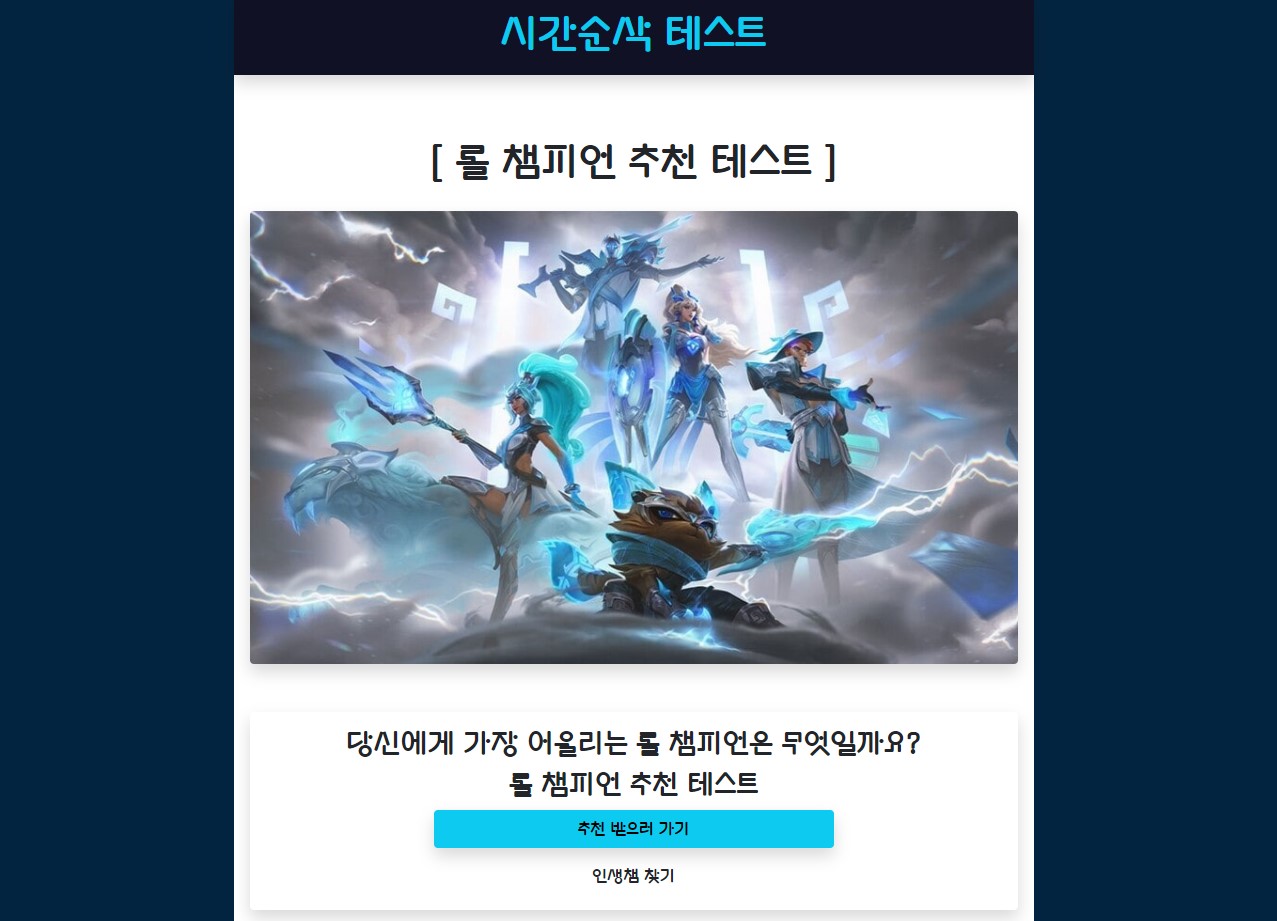 시간순삭 테스트
[ 롤 챔피언 추천 테스트 ]
당신에게 가장 어울리는 롤 챔피언은 무엇일까요?
롤 챔피언 추천 테스트
추천 받으러 가기
인생챔 찾기